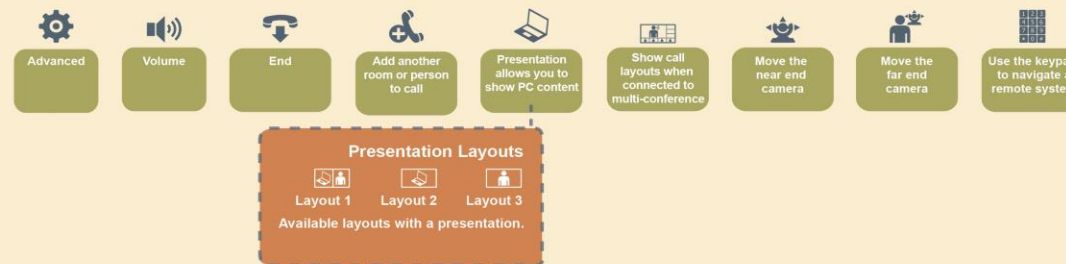 Advanced
Volume
End
Add another
room or person
to call
Presentation
allows you to
show PC content
Show call
layouts when
connected to
multi-conference
Move the
near end
camera
Move the
far end
camera
Use the keypa
to navigate a
remote syste
Presentation Layouts
Layout 1 Layout 2 Layout 3
Available layouts with a presentation.